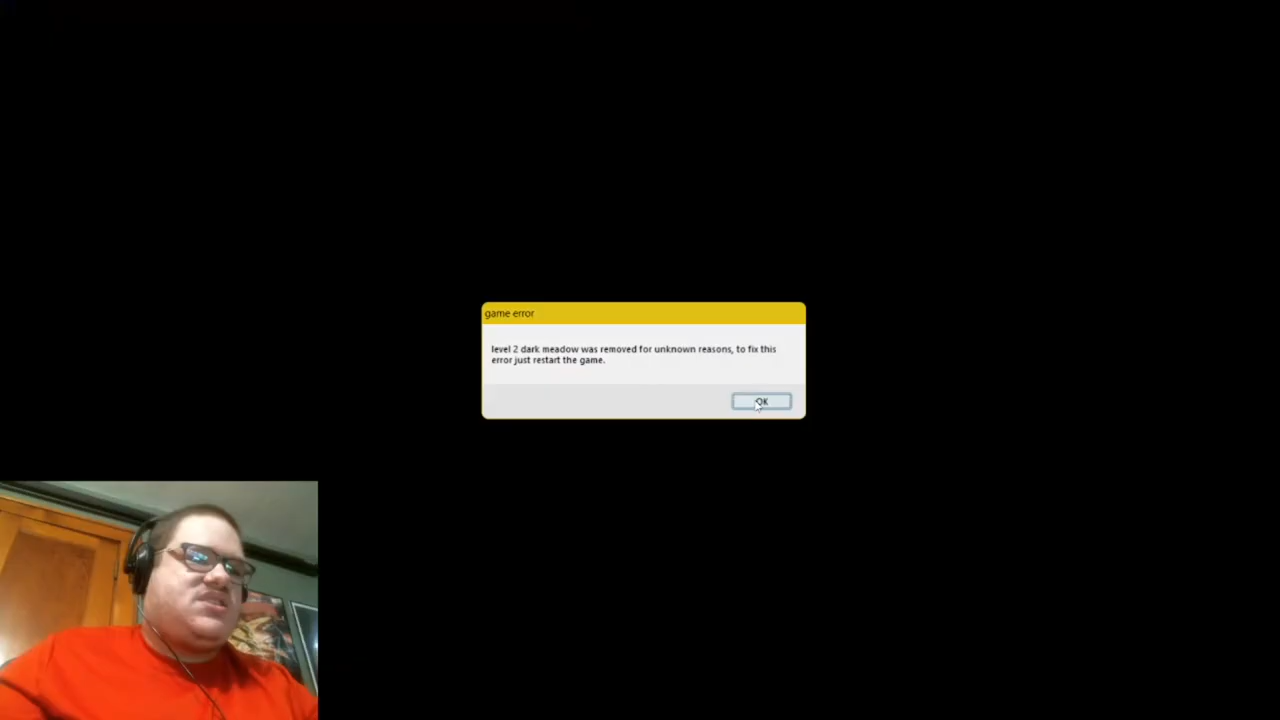 game error
level 2 dark meadow was removed for unknown reasons, to fix this
error just restart the game.
OK